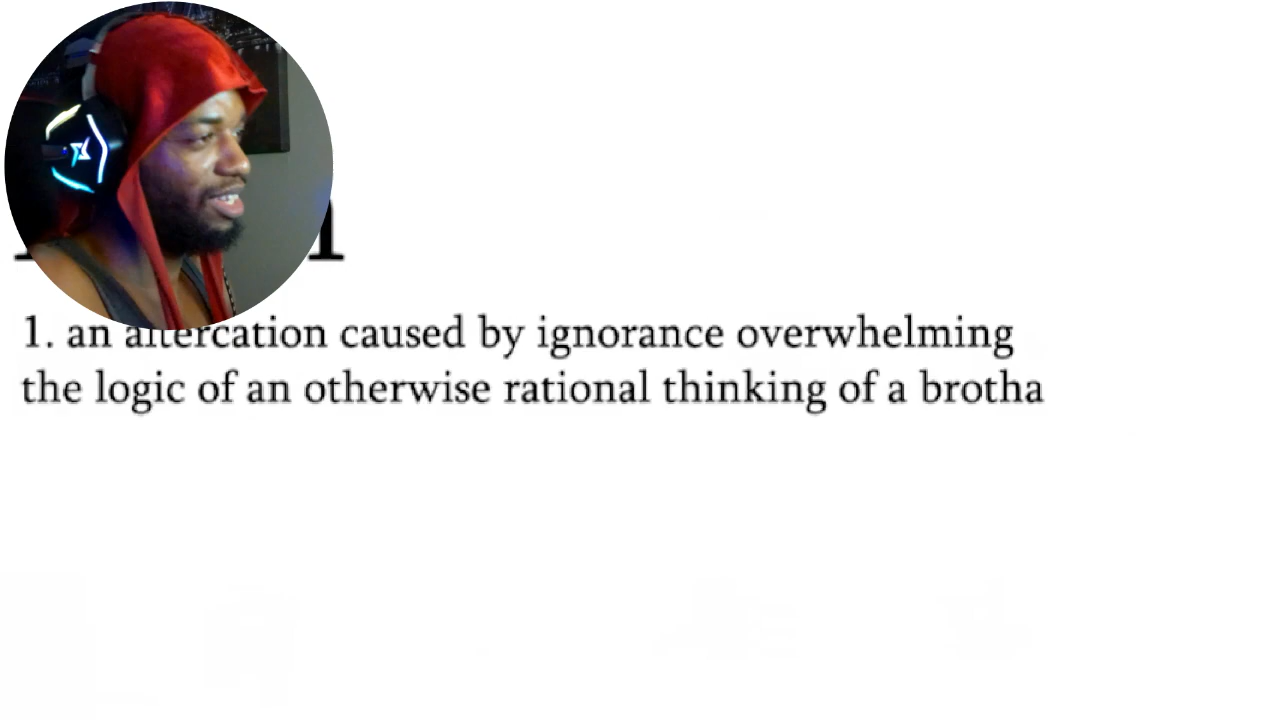 1. an altercation caused by ignorance overwhelming
the logic of an otherwise rational thinking of a brotha